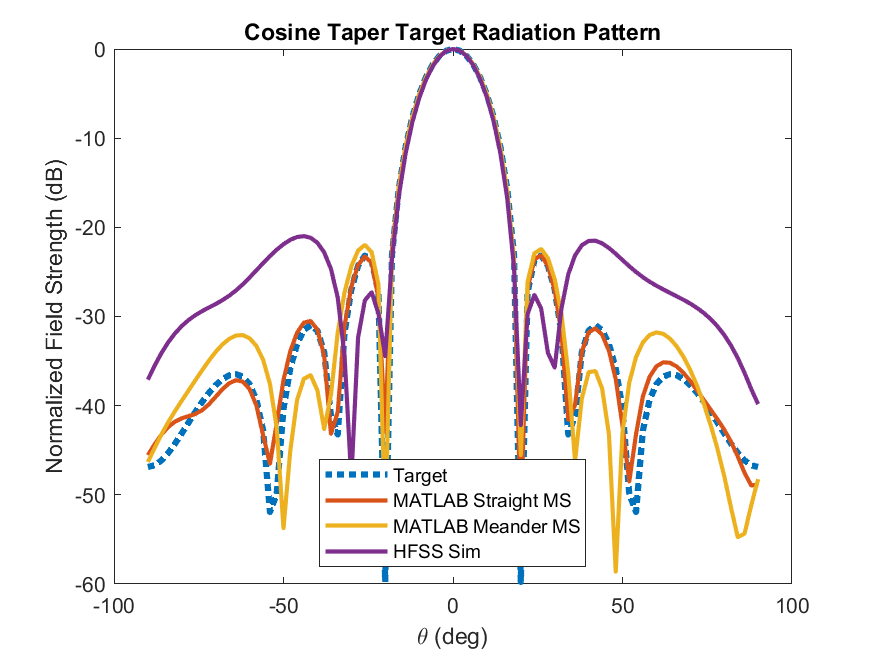 Cosine Taper Target Radiation Pattern
Normalized Field Strength (dB)
0
-10
-20
-30
-40
-50
-60
Target
MATLAB Straight MS
MATLAB Meander MS
HFSS Sim
-100 -50 0 50 100
θ (deg)